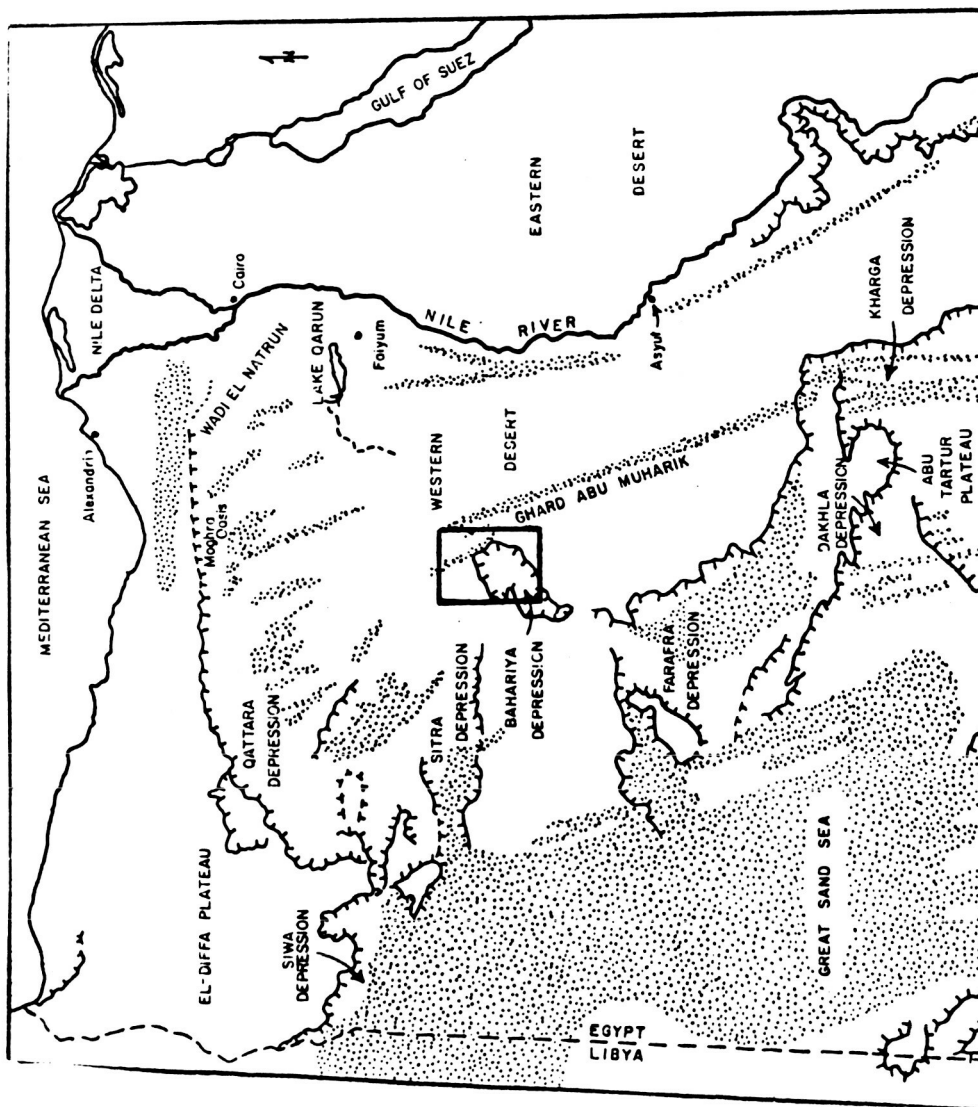 MEDITERRANEAN SEA
Alexandria
NILE DELTA
Cairo
GULF OF SUEZ
N
EL-DIFFA PLATEAU
QATTARA
DEPRESSION
Moghra
Oasis
WADI EL NATRUN
LAKE QARUN
Faiyum
NILE RIVER
EASTERN
DESERT
SIWA
DEPRESSION
SITRA
DEPRESSION
BAHARIYA
DEPRESSION
WESTERN
DESERT
GHARD ABU MUHARIK
Asyut
EGYPT
LIBYA
GREAT SAND SEA
FARAFRA
DEPRESSION
DAKHLA
DEPRESSION
ABU
TARTUR
PLATEAU
KHARGA
DEPRESSION